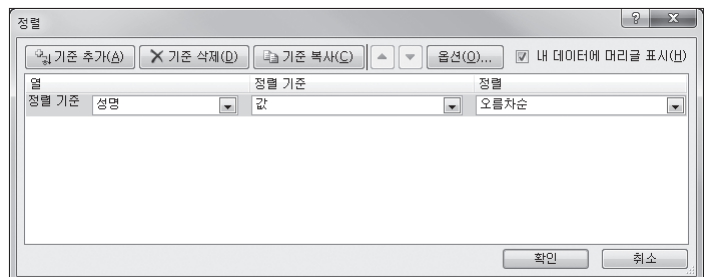 정렬
기준 추가(A) 기준 삭제(D) 기준 복사(C) 옵션(O)... 내 데이터에 머리글 표시(H)
열 정렬 기준 정렬
정렬 기준 성명 값 오름차순
확인 취소